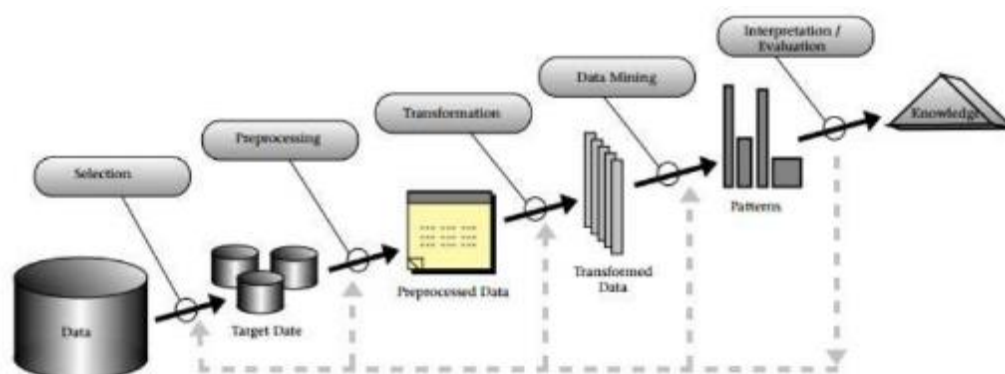 Interpretation /
Evaluation
Data Mining
Transformation
Preprocessing
Selection
Knowledge
Patterns
Transformed
Data
Preprocessed Data
Target Date
Data